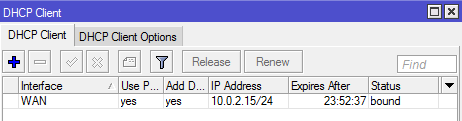 DHCP Client
DHCP Client DHCP Client Options
Release Renew Find
Interface Use P... Add D... IP Address Expires After Status
WAN yes yes 10.0.2.15/24 23:52:37 bound